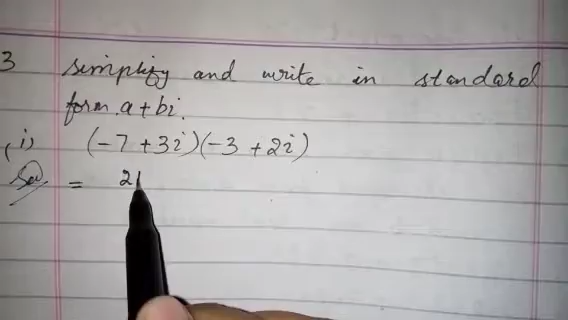 3 simplify and write in standard
form. a+bi.
(i) (-7 + 3i)(-3 + 2i)
Sol = 21